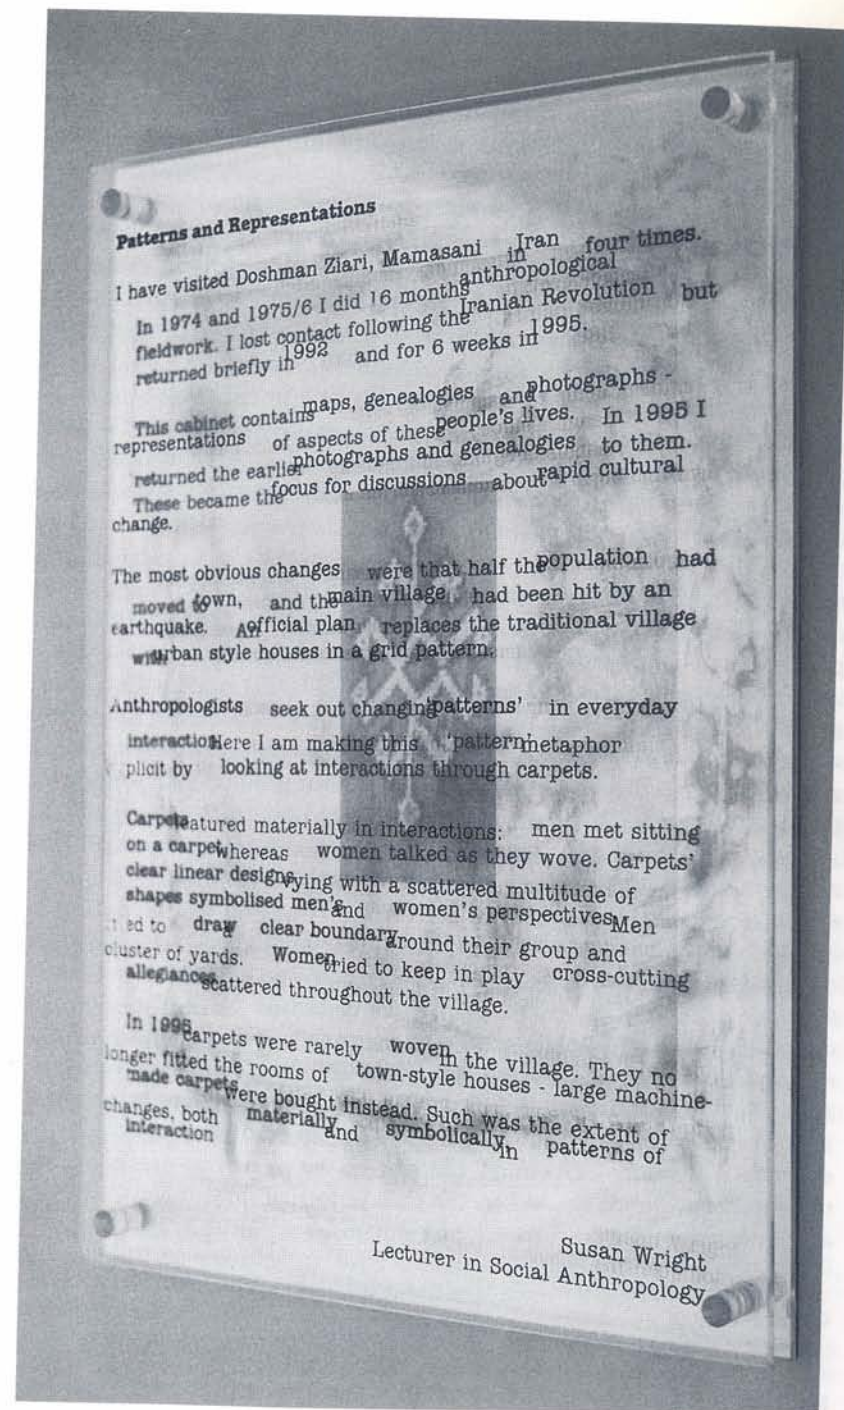 Patterns and Representations
I have visited Doshman Ziari, Mamasani in Iran four times.
In 1974 and 1975/6 I did 16 months anthropological
fieldwork. I lost contact following the Iranian Revolution but
returned briefly in 1992 and for 6 weeks in 1995.
This cabinet contains maps, genealogies and photographs -
representations of aspects of these people's lives. In 1995 I
returned the earlier photographs and genealogies to them.
These became the focus for discussions about rapid cultural
change.
The most obvious changes were that half the population had
moved to town, and the main village had been hit by an
earthquake. A official plan replaces the traditional village
with urban style houses in a grid pattern.
Anthropologists seek out changing 'patterns' in everyday
interaction Here I am making this 'pattern' metaphor
plicit by looking at interactions through carpets.
Carpets featured materially in interactions: men met sitting
on a carpet whereas women talked as they wove. Carpets'
clear linear designs vying with a scattered multitude of
shapes symbolised men's and women's perspectives Men
to draw clear boundary around their group and
cluster of yards. Women tried to keep in play cross-cutting
allegiances scattered throughout the village.
In 1995 carpets were rarely woven in the village. They no
longer fitted the rooms of town-style houses - large machine-
made carpets were bought instead. Such was the extent of
changes, both materially and symbolically in patterns of
interaction
Susan Wright
Lecturer in Social Anthropology